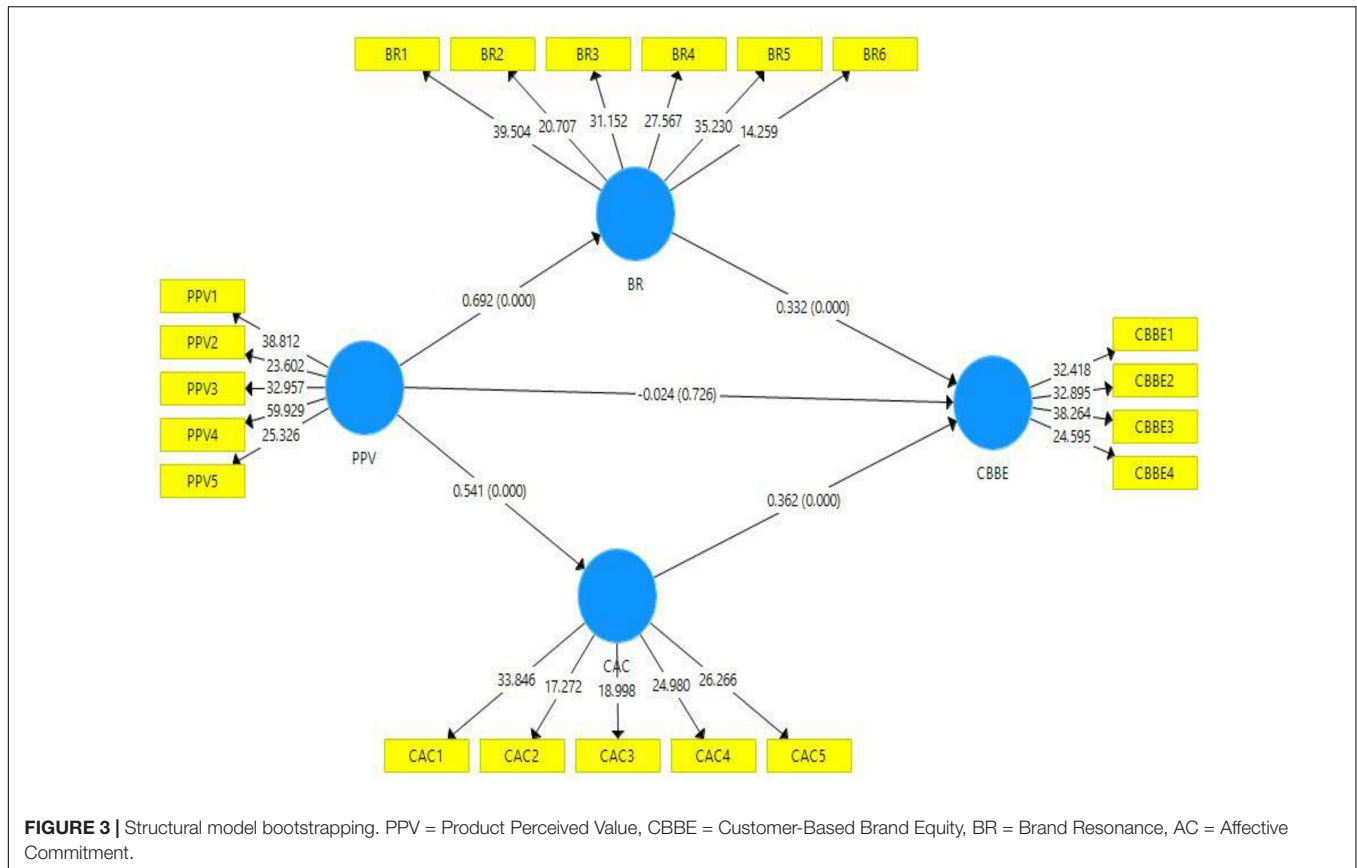 BR1 BR2 BR3 BR4 BR5 BR6
39.504 20.707 31.152 27.567 35.230 14.259
BR
PPV1
PPV2
PPV3
PPV4
PPV5
38.812
23.602
32.957
59.929
25.326
PPV
0.692 (0.000)
0.332 (0.000)
-0.024 (0.726)
0.541 (0.000)
0.362 (0.000)
CBBE
32.418
32.895
38.264
24.595
CBBE1
CBBE2
CBBE3
CBBE4
CAC
33.846 17.272 18.998 24.980 26.266
CAC1 CAC2 CAC3 CAC4 CAC5
FIGURE 3 | Structural model bootstrapping. PPV = Product Perceived Value, CBBE = Customer-Based Brand Equity, BR = Brand Resonance, AC = Affective
Commitment.